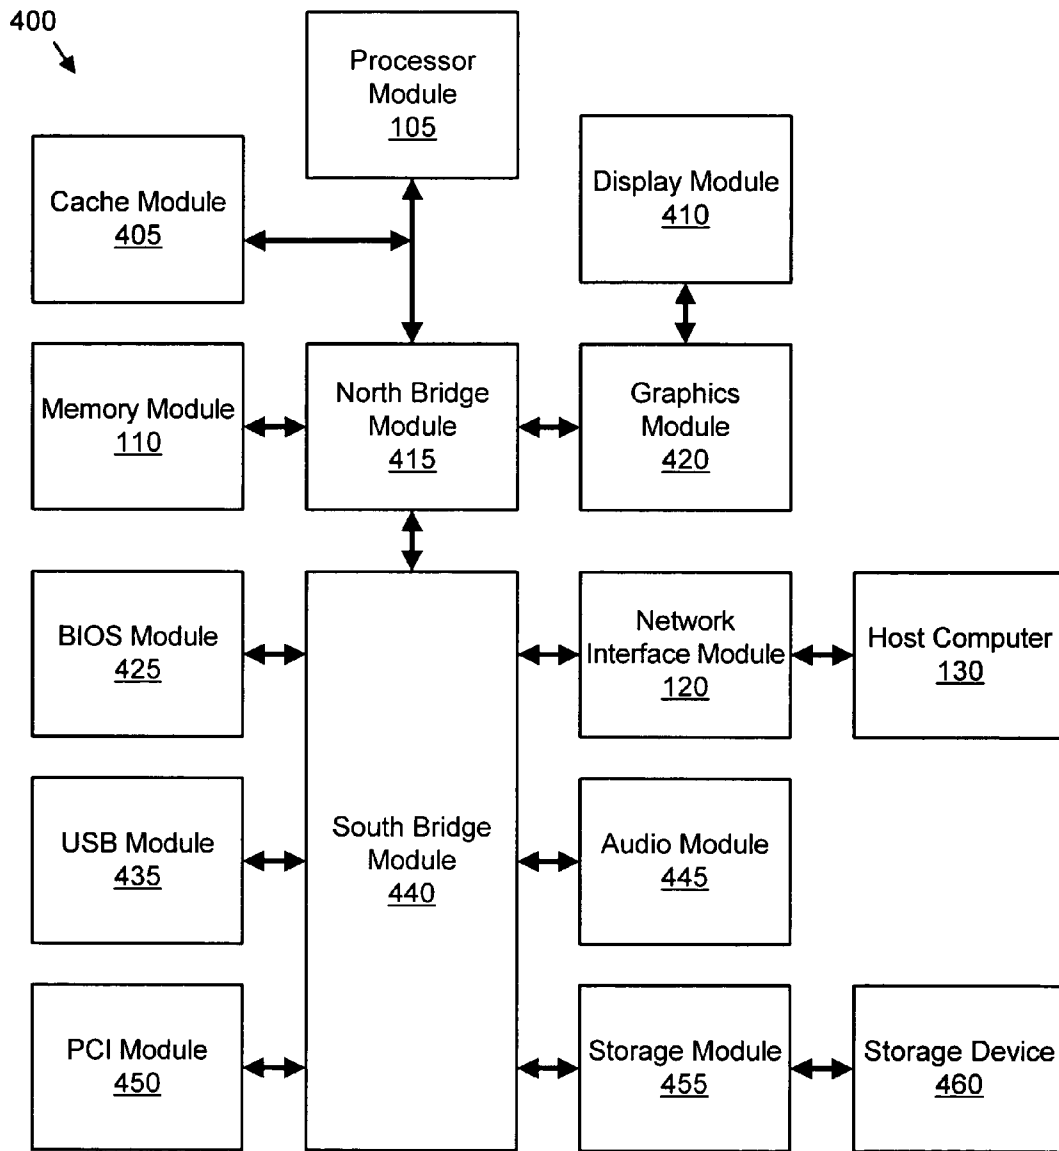 400
Processor
Module
105
Cache Module
405
Display Module
410
Memory Module
110
North Bridge
Module
415
Graphics
Module
420
BIOS Module
425
Network
Interface Module
120
Host Computer
130
USB Module
435
South Bridge
Module
440
Audio Module
445
PCI Module
450
Storage Module
455
Storage Device
460